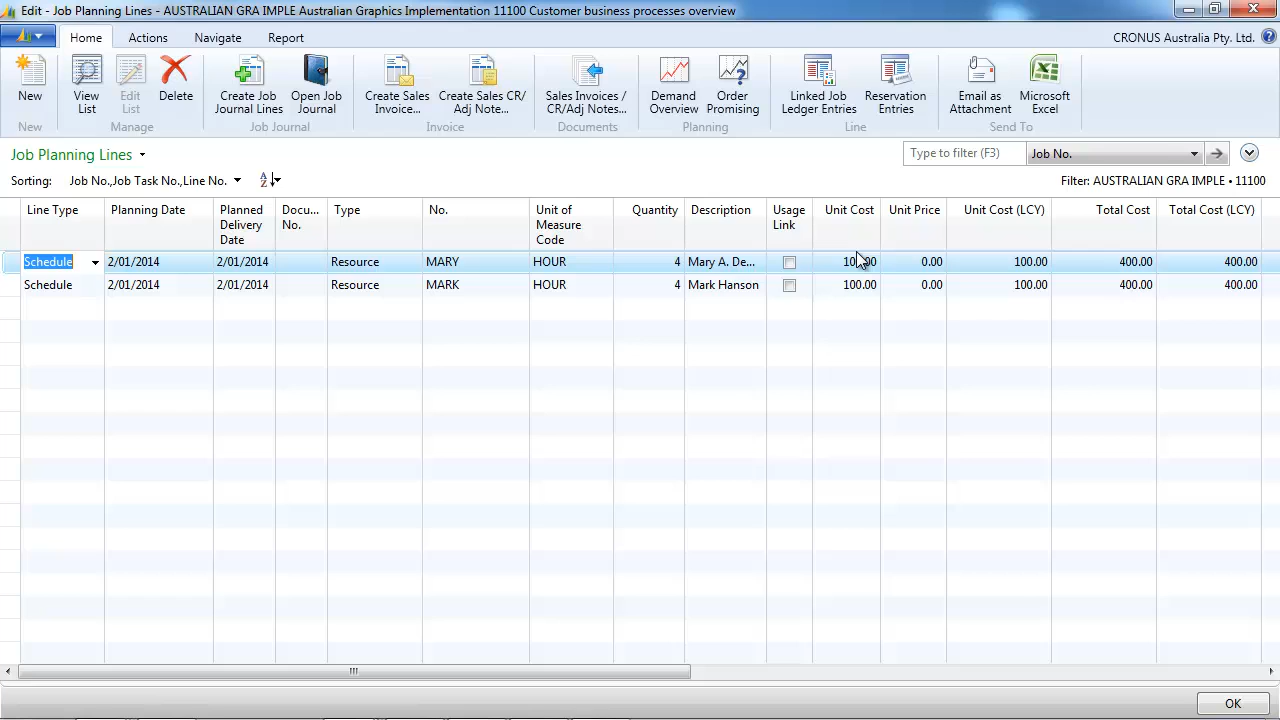 Edit - Job Planning Lines - AUSTRALIAN GRA IMPLE Australian Graphics Implementation 11100 Customer business processes overview
Home Actions Navigate Report CRONUS Australia Pty. Ltd.
New View List Edit List Delete Create Job Journal Lines Open Job Journal Create Sales Invoice... Create Sales CR/ Adj Note... Sales Invoices / CR/Adj Notes... Demand Overview Order Promising Linked Job Ledger Entries Reservation Entries Email as Attachment Microsoft Excel
New Manage Job Journal Invoice Documents Planning Line Send To
Job Planning Lines Type to filter (F3) Job No.
Sorting: Job No.,Job Task No.,Line No. A Z Filter: AUSTRALIAN GRA IMPLE • 11100
Line Type Planning Date Planned Delivery Date Docu... No. Type No. Unit of Measure Code Quantity Description Usage Link Unit Cost Unit Price Unit Cost (LCY) Total Cost Total Cost (LCY)
Schedule 2/01/2014 2/01/2014 Resource MARY HOUR 4 Mary A. De... 0.00 100.00 400.00 400.00
Schedule 2/01/2014 2/01/2014 Resource MARK HOUR 4 Mark Hanson 100.00 0.00 100.00 400.00 400.00
OK